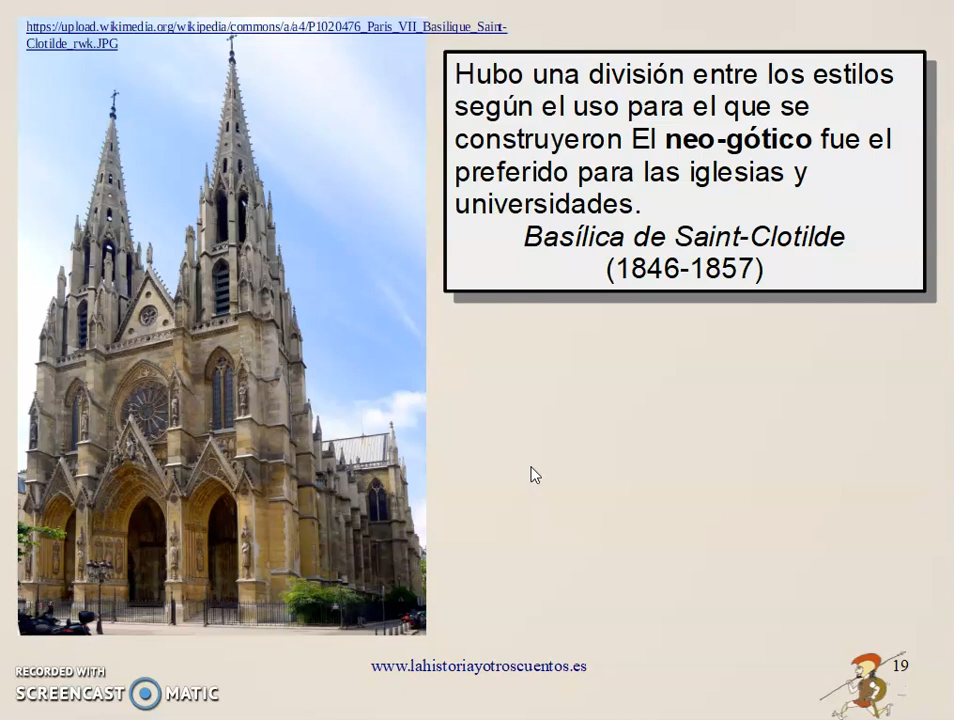 https://upload.wikimedia.org/wikipedia/commons/a/a4/P1020476_Paris_VII_Basilique_Saint-
Clotilde_rwk.JPG
Hubo una división entre los estilos
según el uso para el que se
construyeron El neo-gótico fue el
preferido para las iglesias y
universidades.
Basílica de Saint-Clotilde
(1846-1857)
www.lahistoriayotroscuentos.es
19
RECORDED WITH
SCREENCAST MATIC